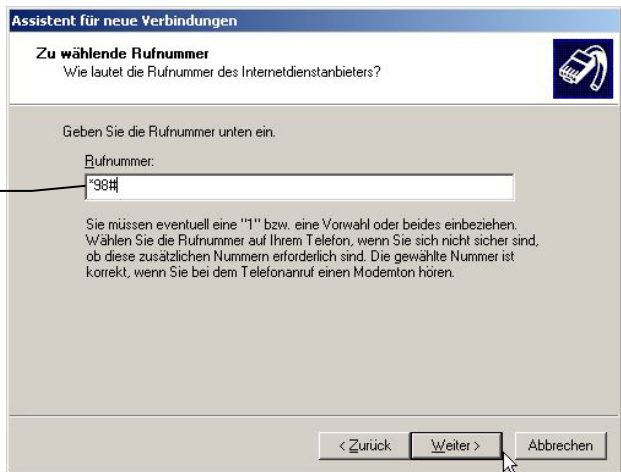 Assistent für neue Verbindungen
Zu wählende Rufnummer
Wie lautet die Rufnummer des Internetdienstanbieters?
Geben Sie die Rufnummer unten ein.
Rufnummer:
*98#
Sie müssen eventuell eine "1" bzw. eine Vorwahl oder beides einbeziehen.
Wählen Sie die Rufnummer auf Ihrem Telefon, wenn Sie sich nicht sicher sind,
ob diese zusätzlichen Nummern erforderlich sind. Die gewählte Nummer ist
korrekt, wenn Sie bei dem Telefonanruf einen Modemton hören.
< Zurück Weiter > Abbrechen